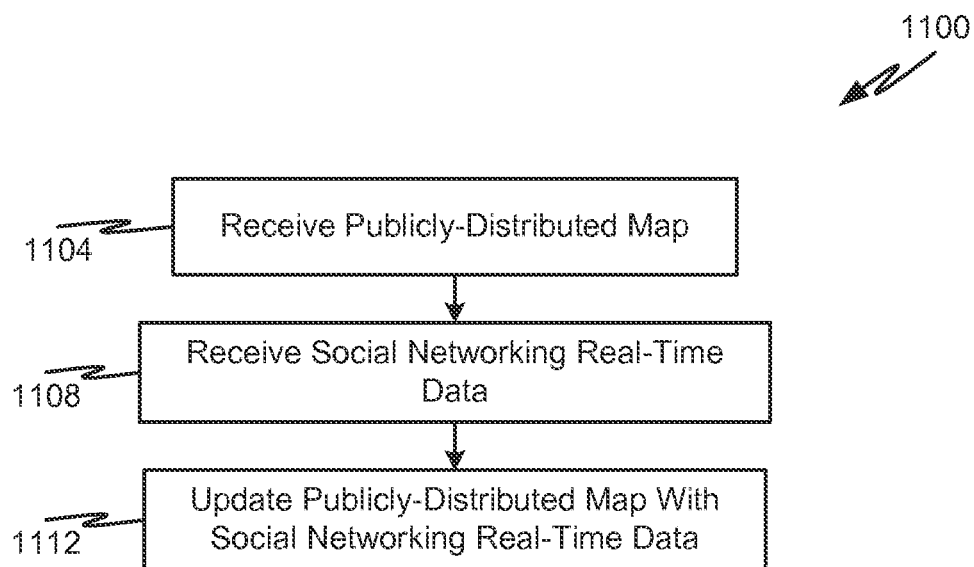 1100
Receive Publicly-Distributed Map
1104
Receive Social Networking Real-Time
Data
1108
Update Publicly-Distributed Map With
Social Networking Real-Time Data
1112